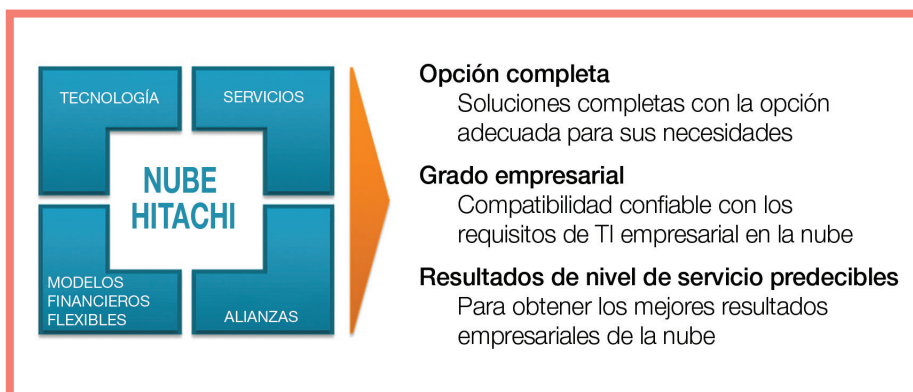 TECNOLOGÍA
SERVICIOS
NUBE
HITACHI
MODELOS
FINANCIEROS
FLEXIBLES
ALIANZAS
Opción completa
Soluciones completas con la opción
adecuada para sus necesidades
Grado empresarial
Compatibilidad confiable con los
requisitos de TI empresarial en la nube
Resultados de nivel de servicio predecibles
Para obtener los mejores resultados
empresariales de la nube